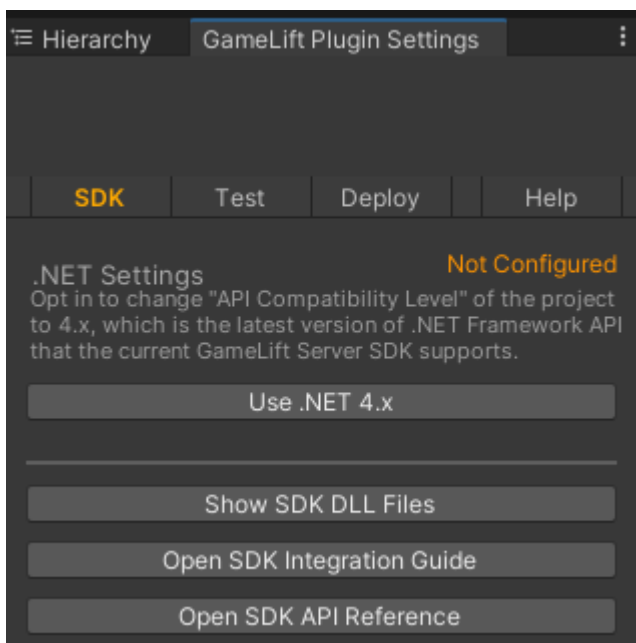 Hierarchy
GameLift Plugin Settings
SDK
Test
Deploy
Help
Not Configured
.NET Settings
Opt in to change "API Compatibility Level" of the project
to 4.x, which is the latest version of .NET Framework API
that the current GameLift Server SDK supports.
Use .NET 4.x
Show SDK DLL Files
Open SDK Integration Guide
Open SDK API Reference